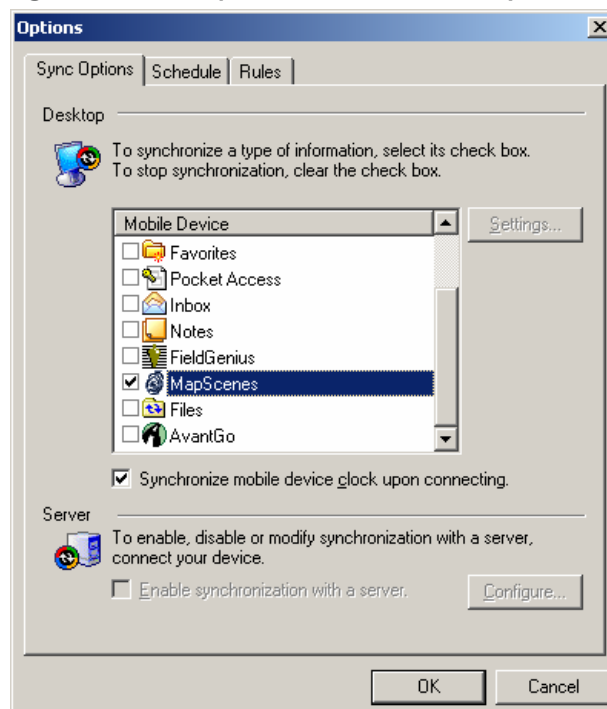 Options
Sync Options Schedule Rules
Desktop
To synchronize a type of information, select its check box.
To stop synchronization, clear the check box.
Mobile Device
Settings...
Favorites
Pocket Access
Inbox
Notes
FieldGenius
MapScenes
Files
AvantGo
Synchronize mobile device clock upon connecting.
Server
To enable, disable or modify synchronization with a server,
connect your device.
Enable synchronization with a server.
Configure...
OK Cancel